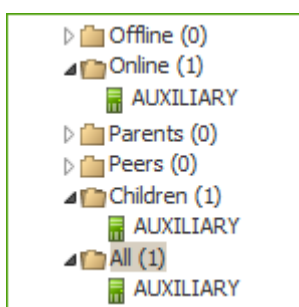 Offline (0)
Online (1)
AUXILIARY
Parents (0)
Peers (0)
Children (1)
AUXILIARY
All (1)
AUXILIARY